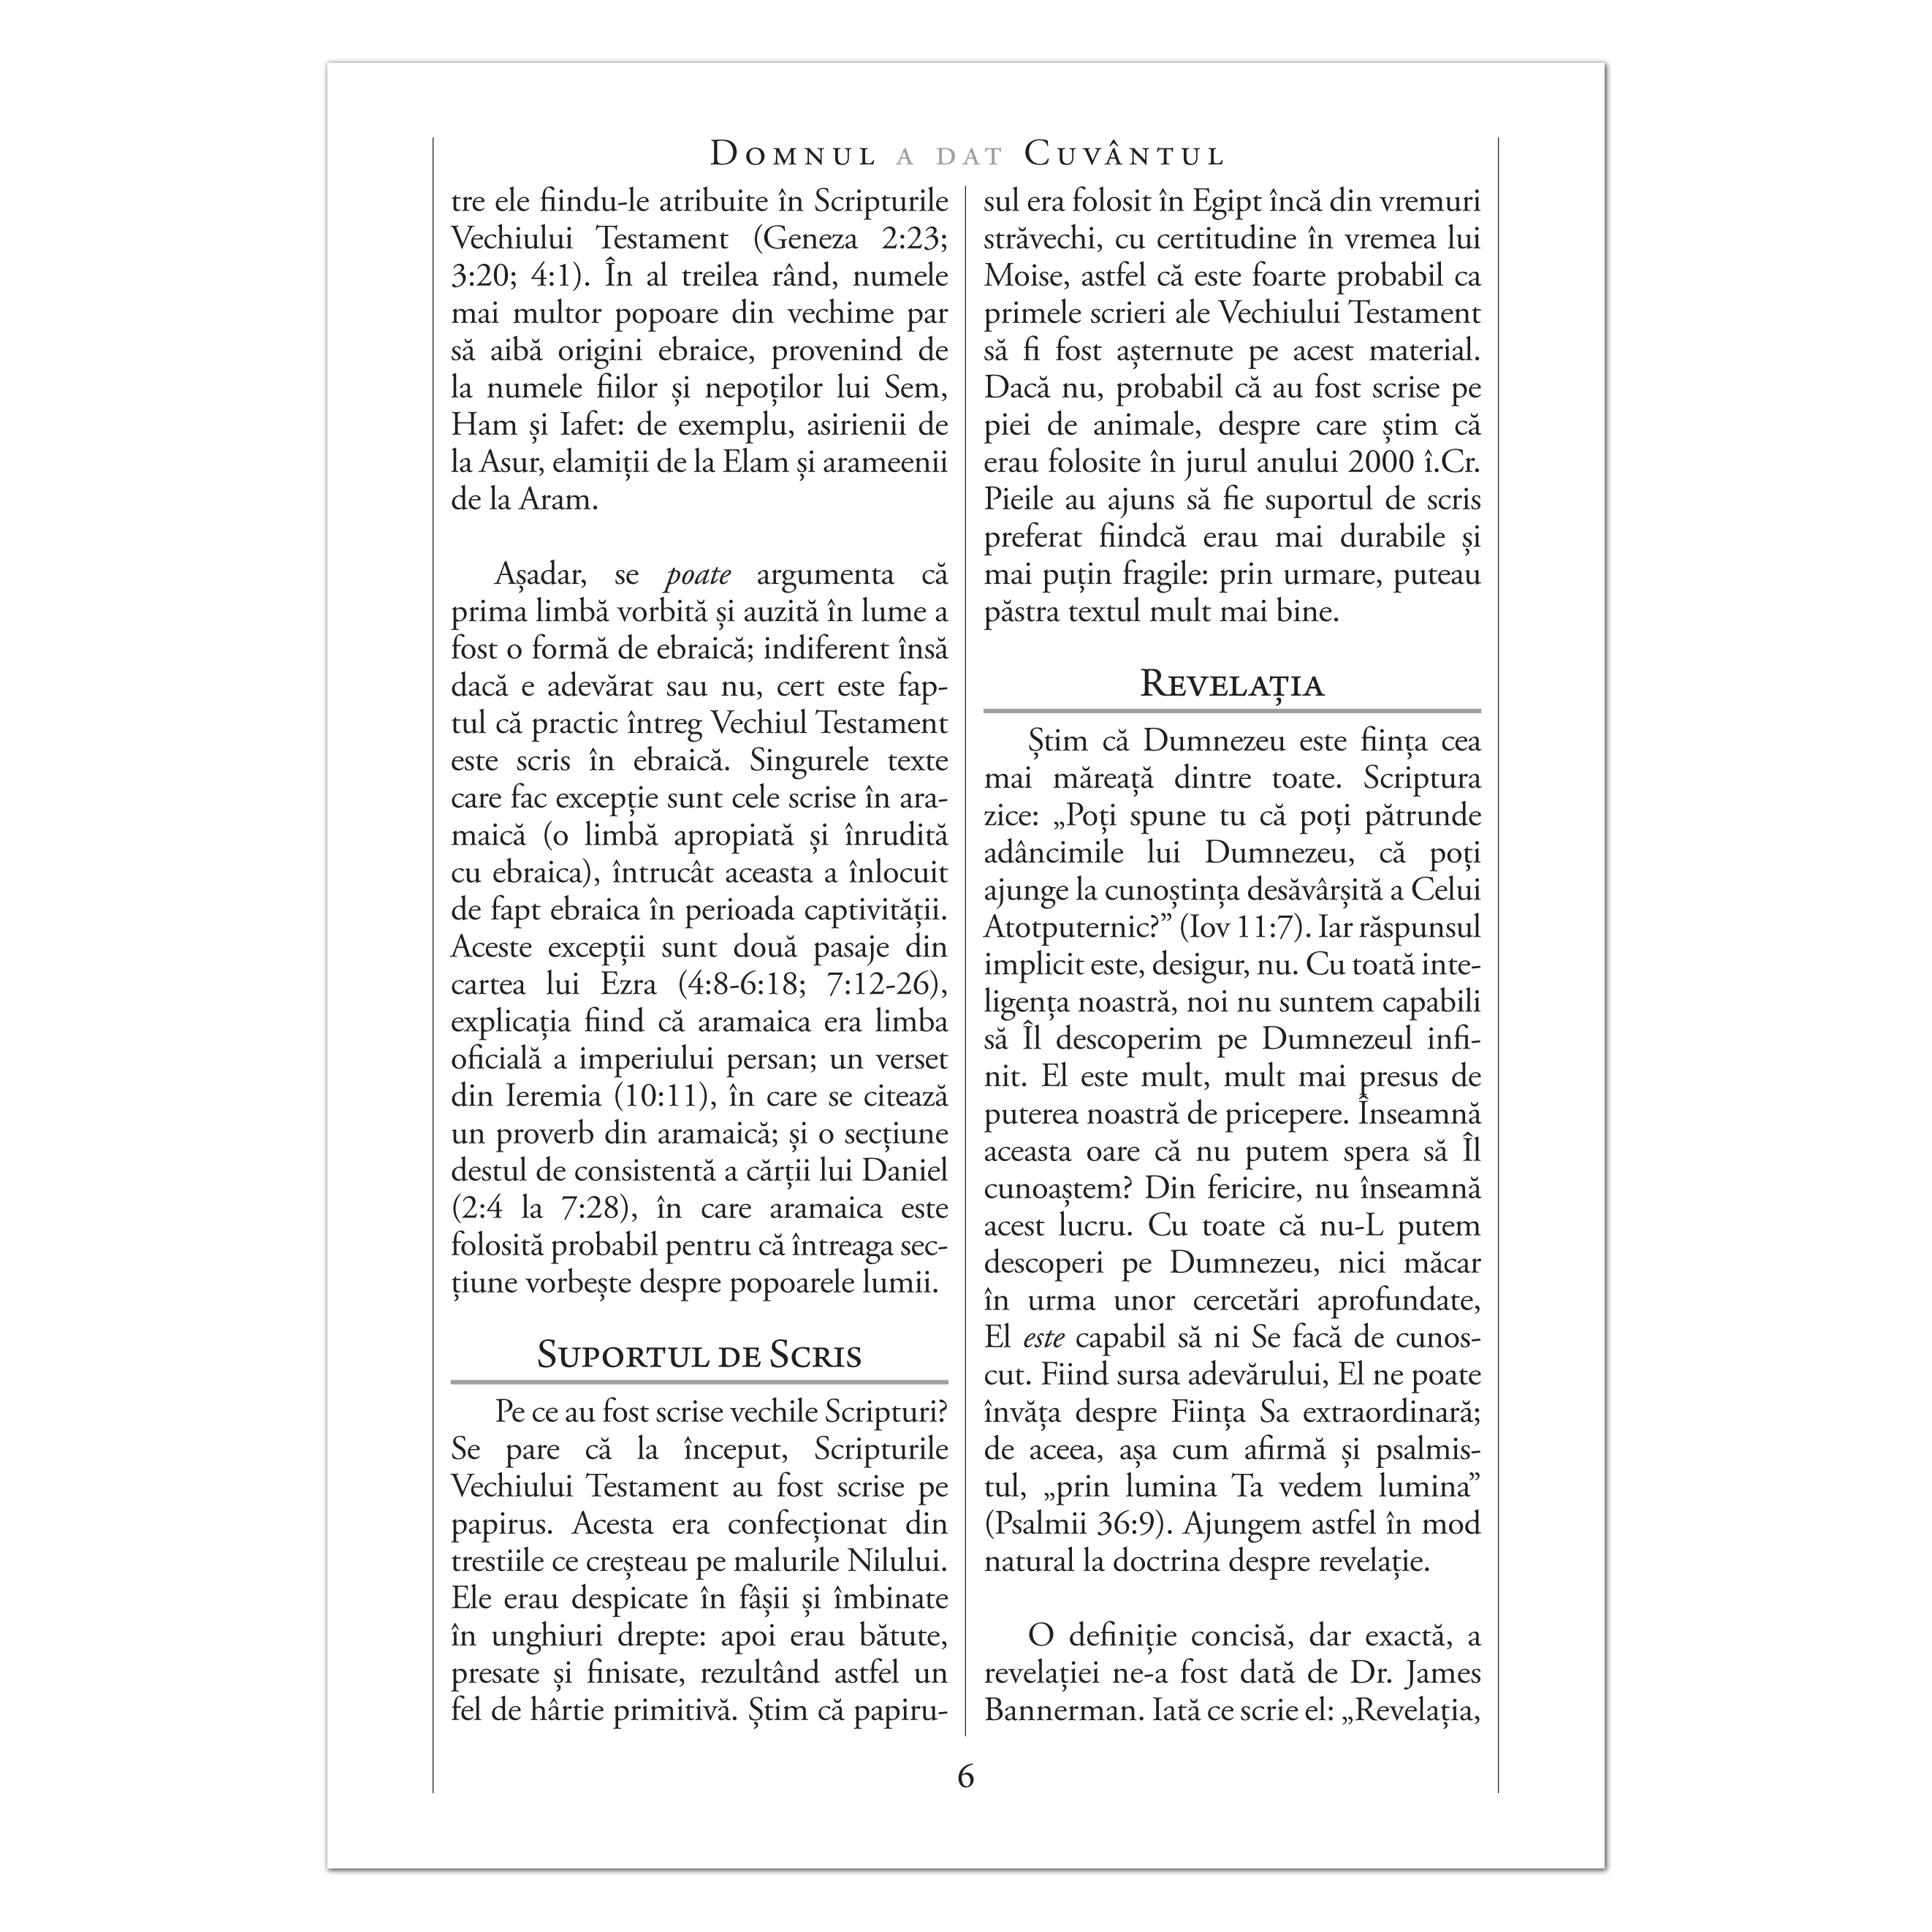 Domnul a dat Cuvântul
tre ele fiindu-le atribuite în Scripturile
Vechiului Testament (Geneza 2:23;
3:20; 4:1). În al treilea rând, numele
mai multor popoare din vechime par
să aibă origini ebraice, provenind de
la numele fiilor și nepoților lui Sem,
Ham și Iafet: de exemplu, asirienii de
la Asur, elamiții de la Elam și arameenii
de la Aram.
Așadar, se poate argumenta că
prima limbă vorbită și auzită în lume a
fost o formă de ebraică; indiferent însă
dacă e adevărat sau nu, cert este fap-
tul că practic întreg Vechiul Testament
este scris în ebraică. Singurele texte
care fac excepție sunt cele scrise în ara-
maică (o limbă apropiată și înrudită
cu ebraica), întrucât aceasta a înlocuit
de fapt ebraica în perioada captivității.
Aceste excepții sunt două pasaje din
cartea lui Ezra (4:8-6:18; 7:12-26),
explicația fiind că aramaica era limba
oficială a imperiului persan; un verset
din Ieremia (10:11), în care se citează
un proverb din aramaică; și o secțiune
destul de consistentă a cărții lui Daniel
(2:4 la 7:28), în care aramaica este
folosită probabil pentru că întreaga sec-
țiune vorbește despre popoarele lumii.
Suportul de Scris
Pe ce au fost scrise vechile Scripturi?
Se pare că la început, Scripturile
Vechiului Testament au fost scrise pe
papirus. Acesta era confecționat din
trestiile ce creșteau pe malurile Nilului.
Ele erau despicate în fâșii și îmbinate
în unghiuri drepte: apoi erau bătute,
presate și finisate, rezultând astfel un
fel de hârtie primitivă. Știm că papiru-
sul era folosit în Egipt încă din vremuri
străvechi, cu certitudine în vremea lui
Moise, astfel că este foarte probabil ca
primele scrieri ale Vechiului Testament
să fi fost așternute pe acest material.
Dacă nu, probabil că au fost scrise pe
piei de animale, despre care știm că
erau folosite în jurul anului 2000 î.Cr.
Pieile au ajuns să fie suportul de scris
preferat fiindcă erau mai durabile și
mai puțin fragile: prin urmare, puteau
păstra textul mult mai bine.
Revelația
Știm că Dumnezeu este ființa cea
mai măreață dintre toate. Scriptura
zice: „Poți spune tu că poți pătrunde
adâncimile lui Dumnezeu, că poți
ajunge la cunoștința desăvârșită a Celui
Atotputernic?” (Iov 11:7). Iar răspunsul
implicit este, desigur, nu. Cu toată inte-
ligența noastră, noi nu suntem capabili
să Îl descoperim pe Dumnezeul infi-
nit. El este mult, mult mai presus de
puterea noastră de pricepere. Înseamnă
aceasta oare că nu putem spera să Îl
cunoaștem? Din fericire, nu înseamnă
acest lucru. Cu toate că nu-L putem
descoperi pe Dumnezeu, nici măcar
în urma unor cercetări aprofundate,
El este capabil să ni Se facă de cunos-
cut. Fiind sursa adevărului, El ne poate
învăța despre Ființa Sa extraordinară;
de aceea, așa cum afirmă și psalmis-
tul, „prin lumina Ta vedem lumina”
(Psalmii 36:9). Ajungem astfel în mod
natural la doctrina despre revelație.
O definiție concisă, dar exactă, a
revelației ne-a fost dată de Dr. James
Bannerman. Iată ce scrie el: „Revelația,
6